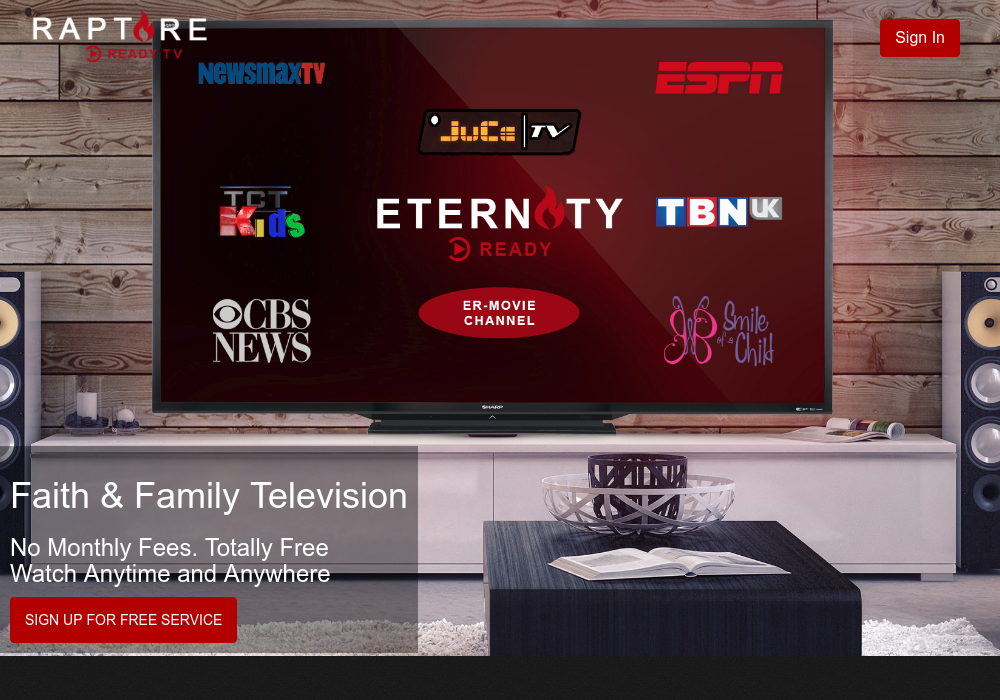 RAPTURE
READY TV
Sign In
NEWSMAXTV
ESPN
JUCE TV
TCT
Kids
ETERNITY
READY
TBN UK
CBS
NEWS
ER-MOVIE
CHANNEL
Smile
of a
Child
SHARP
Faith & Family Television
No Monthly Fees. Totally Free
Watch Anytime and Anywhere
SIGN UP FOR FREE SERVICE